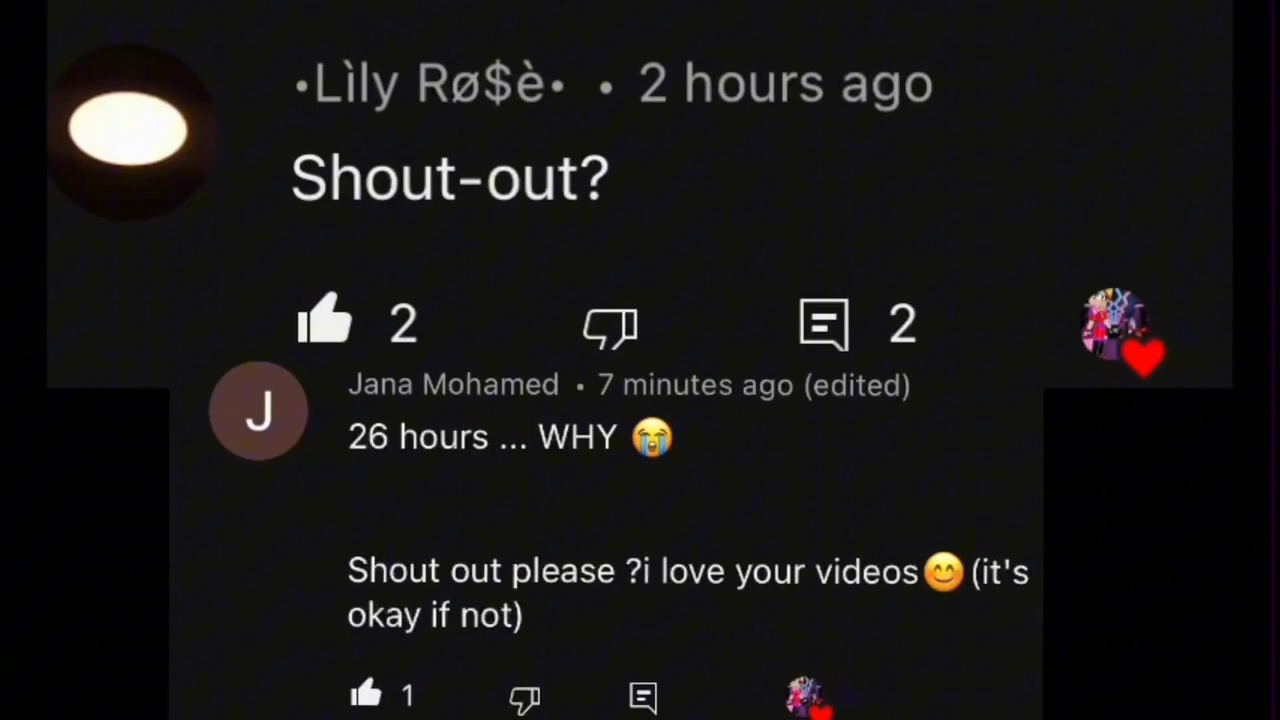 •Lìly Rø$è• • 2 hours ago
Shout-out?
2 2
Jana Mohamed • 7 minutes ago (edited)
26 hours ... WHY 😭
Shout out please ?i love your videos😊(it's
okay if not)
1
J